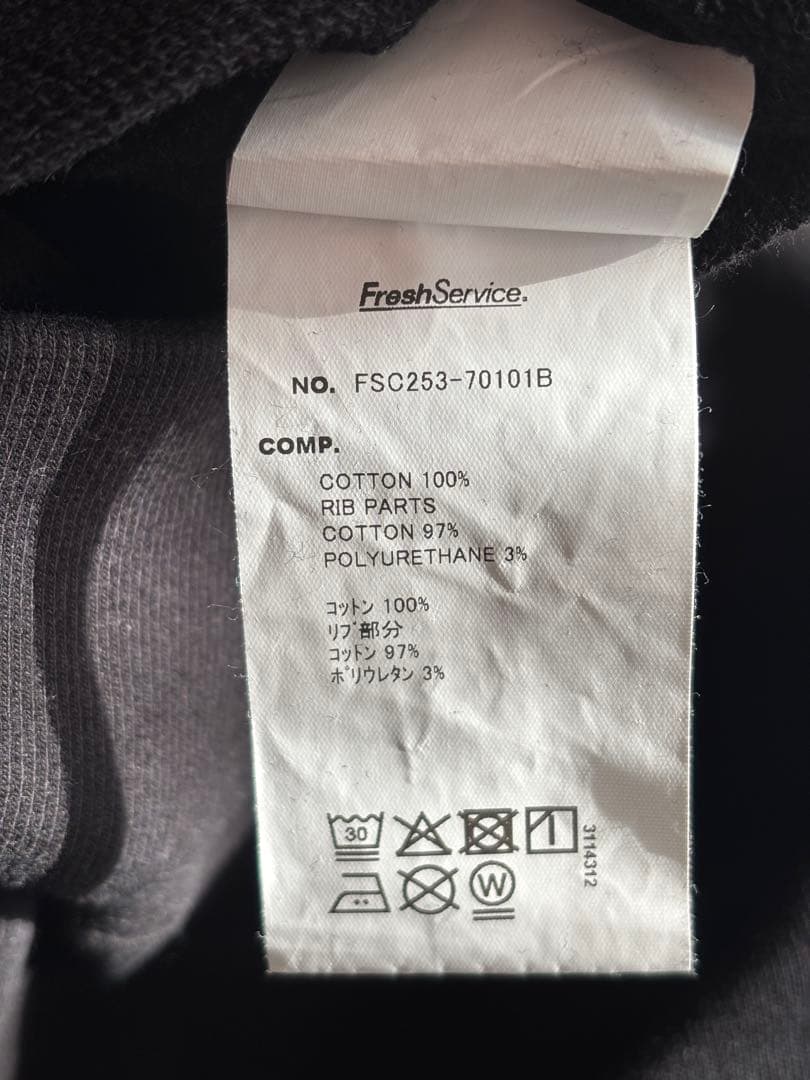 FreshService.
NO. FSC253-70101B
COMP.
COTTON 100%
RIB PARTS
COTTON 97%
POLYURETHANE 3%
コットン 100%
リブ部分
コットン 97%
ポリウレタン 3%
30
3114312
W